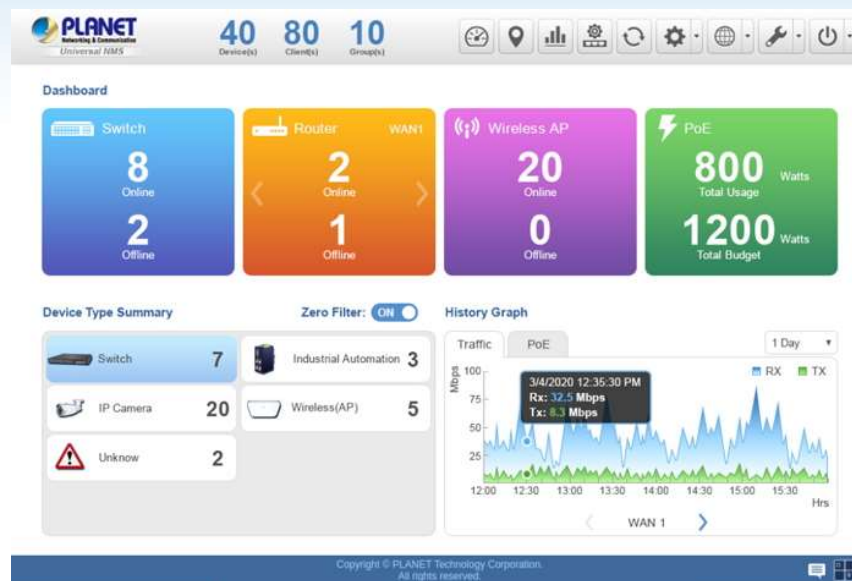 PLANET
Networking & Communication
Universal NMS
40
Device(s)
80
Client(s)
10
Group(s)
Dashboard
Switch
8
Online
2
Offline
Router WAN1
2
Online
1
Offline
Wireless AP
20
Online
0
Offline
PoE
800 Watts
Total Usage
1200 Watts
Total Budget
Device Type Summary
Zero Filter: ON
Switch 7
Industrial Automation 3
IP Camera 20
Wireless(AP) 5
Unknow 2
History Graph
Traffic PoE
1 Day
Mbps
100
75
50
25
RX TX
3/4/2020 12:35:30 PM
Rx: 32.5 Mbps
Tx: 8.3 Mbps
12:00 12:30 13:00 13:30 14:00 14:30 15:00 15:30
Hrs
WAN 1
Copyright © PLANET Technology Corporation.
All rights reserved.